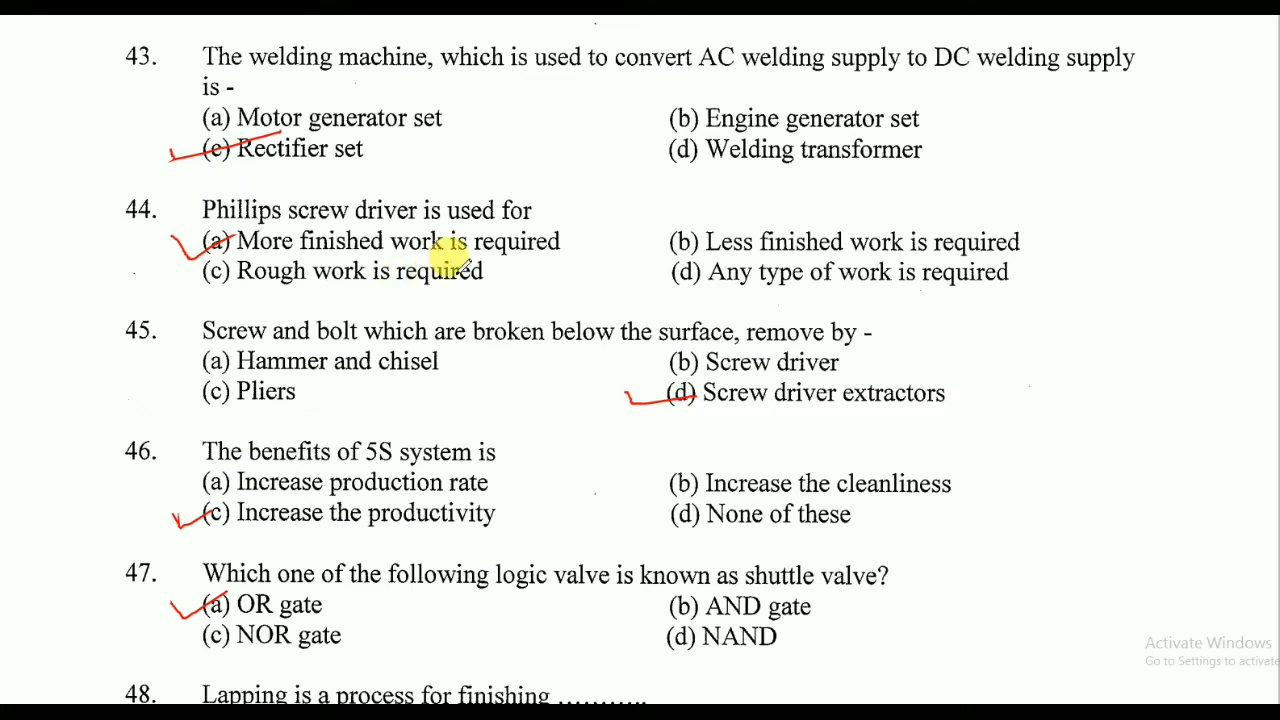 43. The welding machine, which is used to convert AC welding supply to DC welding supply
is -
(a) Motor generator set (b) Engine generator set
(c) Rectifier set (d) Welding transformer
44. Phillips screw driver is used for
(a) More finished work is required (b) Less finished work is required
(c) Rough work is required (d) Any type of work is required
45. Screw and bolt which are broken below the surface, remove by -
(a) Hammer and chisel (b) Screw driver
(c) Pliers (d) Screw driver extractors
46. The benefits of 5S system is
(a) Increase production rate (b) Increase the cleanliness
(c) Increase the productivity (d) None of these
47. Which one of the following logic valve is known as shuttle valve?
(a) OR gate (b) AND gate
(c) NOR gate (d) NAND
Activate Windows
Go to Settings to activate
48. Lapping is a process for finishing ...........